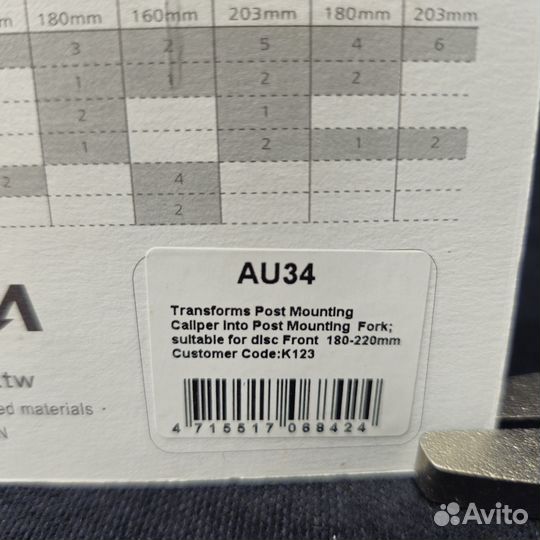 180mm 160mm 203mm 180mm 203mm
3 2 5 4 6
1 1 2 2
2 1
1 2 1 2
2 4
2
AU34
Transforms Post Mounting
Caliper Into Post Mounting Fork;
suitable for disc Front 180-220mm
Customer Code:K123
4 715517 068424
.tw
ed materials ·
N
Avito